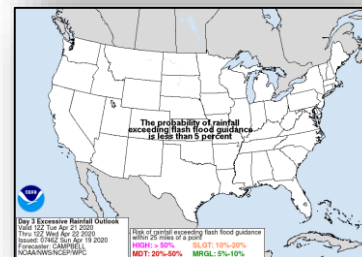 The probability of rainfall
exceeding flash flood guidance
is less than 5 percent
Day 3 Excessive Rainfall Outlook
Valid 12Z Tue Apr 21 2020
Thru 12Z Wed Apr 22 2020
Issued: 0746Z Sun Apr 19 2020
Forecaster: CAMPBELL
NOAA/NWS/NCEP/WPC
Risk of rainfall exceeding flash flood guidance
within 25 miles of a point
HIGH: > 50% SLGT: 10%-20%
MDT: 20%-50% MRGL: 5%-10%